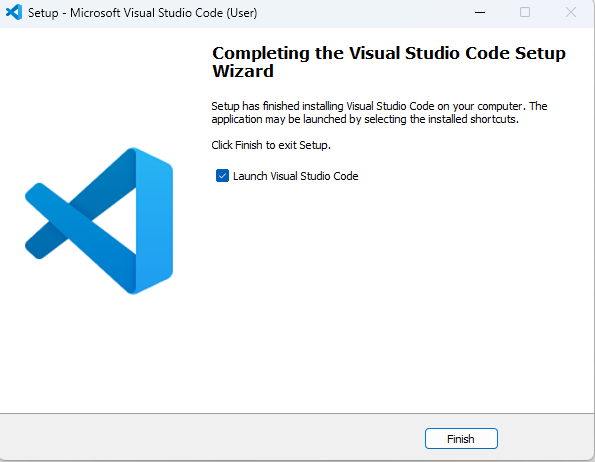 Setup - Microsoft Visual Studio Code (User)
Completing the Visual Studio Code Setup
Wizard
Setup has finished installing Visual Studio Code on your computer. The
application may be launched by selecting the installed shortcuts.
Click Finish to exit Setup.
Launch Visual Studio Code
Finish